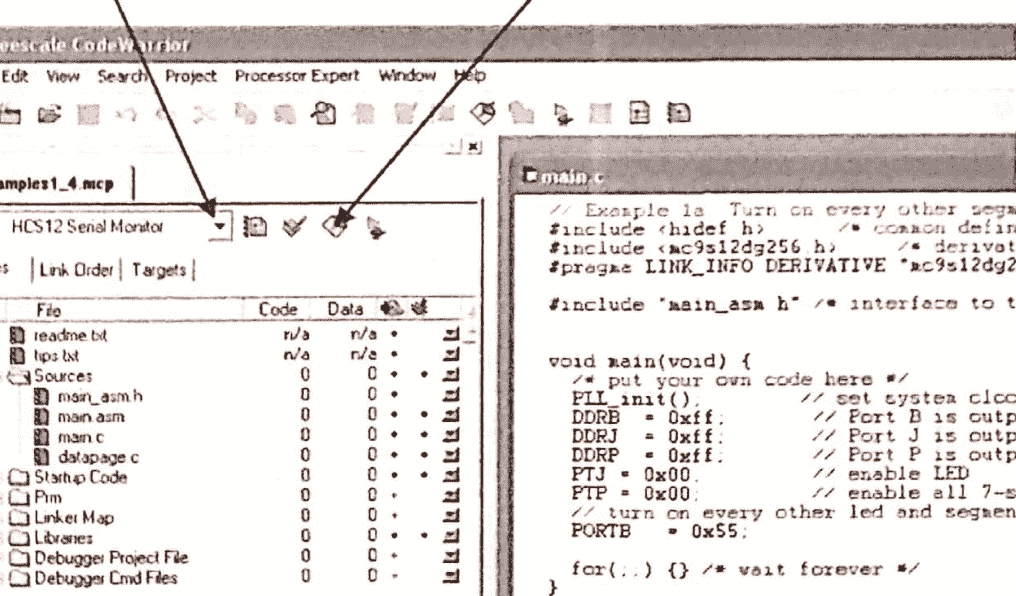 eescale CodeWarrior
Edit View Search Project Processor Expert Window Help
amples1_4.mcp
HCS12 Serial Monitor
s Link Order Targets
File Code Data
readme.txt n/a n/a
tips.txt n/a n/a
Sources 0 0
main_asm.h 0 0
main.asm 0 0
main.c 0 0
datapage.c 0 0
Startup Code 0 0
Prm 0 0
Linker Map 0 0
Libraries 0 0
Debugger Project File 0 0
Debugger Cmd Files 0 0
main.c
// Example 1a Turn on every other segm
#include <hidef.h> /* common defin
#include <mc9s12dg256.h> /* derivat
#pragma LINK_INFO DERIVATIVE "mc9s12dg2
#include "main_asm.h" /* interface to t
void main(void) {
/* put your own code here */
PLL_init(); // set system cloc
DDRB = 0xff; // Port B is outp
DDRJ = 0xff; // Port J is outp
DDRP = 0xff; // Port P is outp
PTJ = 0x00; // enable LED
PTP = 0x00; // enable all 7-s
// turn on every other led and segmen
PORTB = 0x55;
for(;;) {} /* wait forever */
}